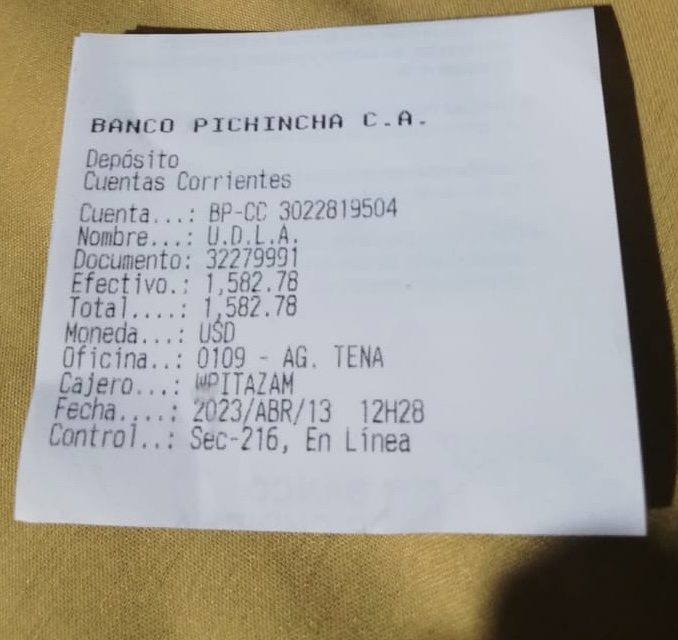 BANCO PICHINCHA C.A.
Depósito
Cuentas Corrientes
Cuenta...: BP-CC 3022819504
Nombre...: U.D.L.A.
Documento: 32279991
Efectivo.: 1,582.78
Total....: 1,582.78
Moneda...: USD
Oficina..: 0109 - AG. TENA
Cajero...: WPITAZAM
Fecha....: 2023/ABR/13 12H28
Control..: Sec-216, En Línea